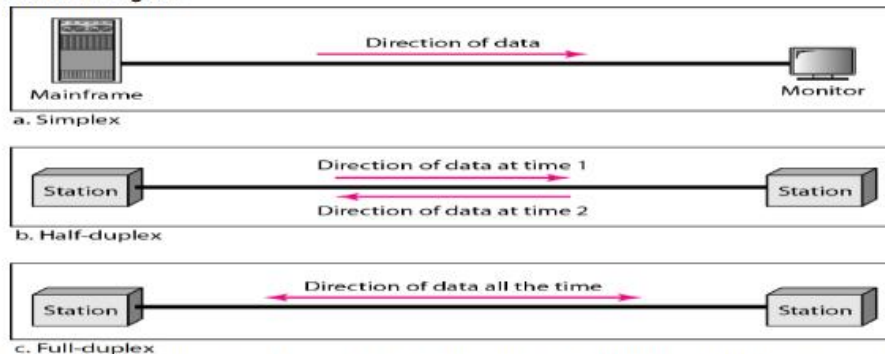 Direction of data
Mainframe
Monitor
a. Simplex
Direction of data at time 1
Station
Station
Direction of data at time 2
b. Half-duplex
Direction of data all the time
Station
Station
c. Full-duplex